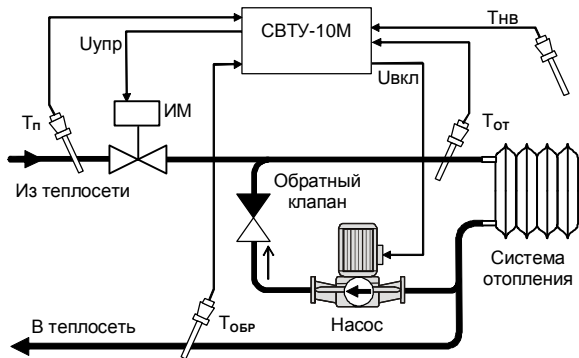 СВТУ-10М
Тнв
Uупр
Uвкл
ТП
ИМ
ТОТ
Из теплосети
Обратный
клапан
Система
отопления
ТОБР
Насос
В теплосеть